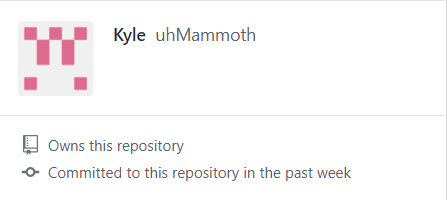 Kyle uhMammoth
Owns this repository
Committed to this repository in the past week